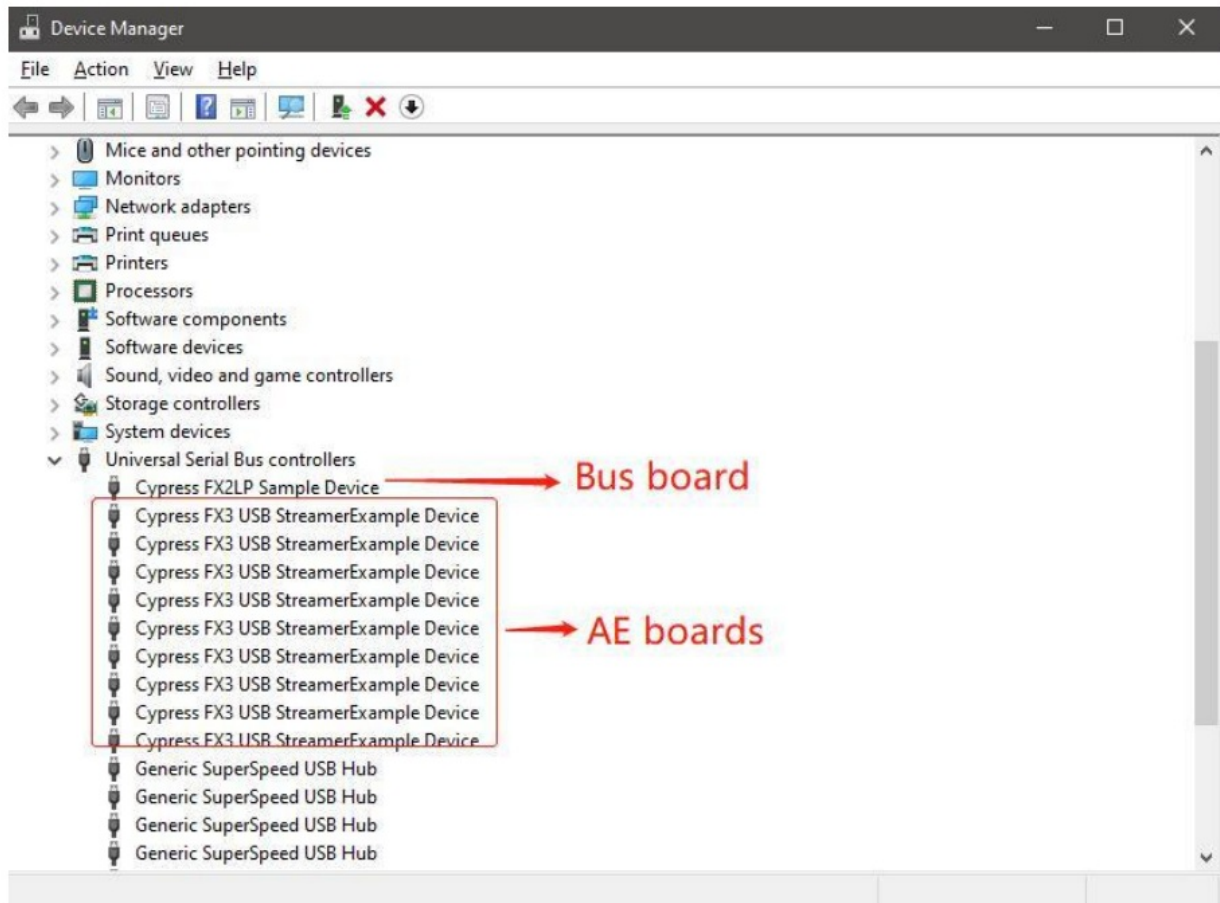 Device Manager
File Action View Help
Mice and other pointing devices
Monitors
Network adapters
Print queues
Printers
Processors
Software components
Software devices
Sound, video and game controllers
Storage controllers
System devices
Universal Serial Bus controllers
Cypress FX2LP Sample Device
Bus board
Cypress FX3 USB StreamerExample Device
Cypress FX3 USB StreamerExample Device
Cypress FX3 USB StreamerExample Device
Cypress FX3 USB StreamerExample Device
Cypress FX3 USB StreamerExample Device
AE boards
Cypress FX3 USB StreamerExample Device
Cypress FX3 USB StreamerExample Device
Cypress FX3 USB StreamerExample Device
Cypress FX3 USB StreamerExample Device
Generic SuperSpeed USB Hub
Generic SuperSpeed USB Hub
Generic SuperSpeed USB Hub
Generic SuperSpeed USB Hub